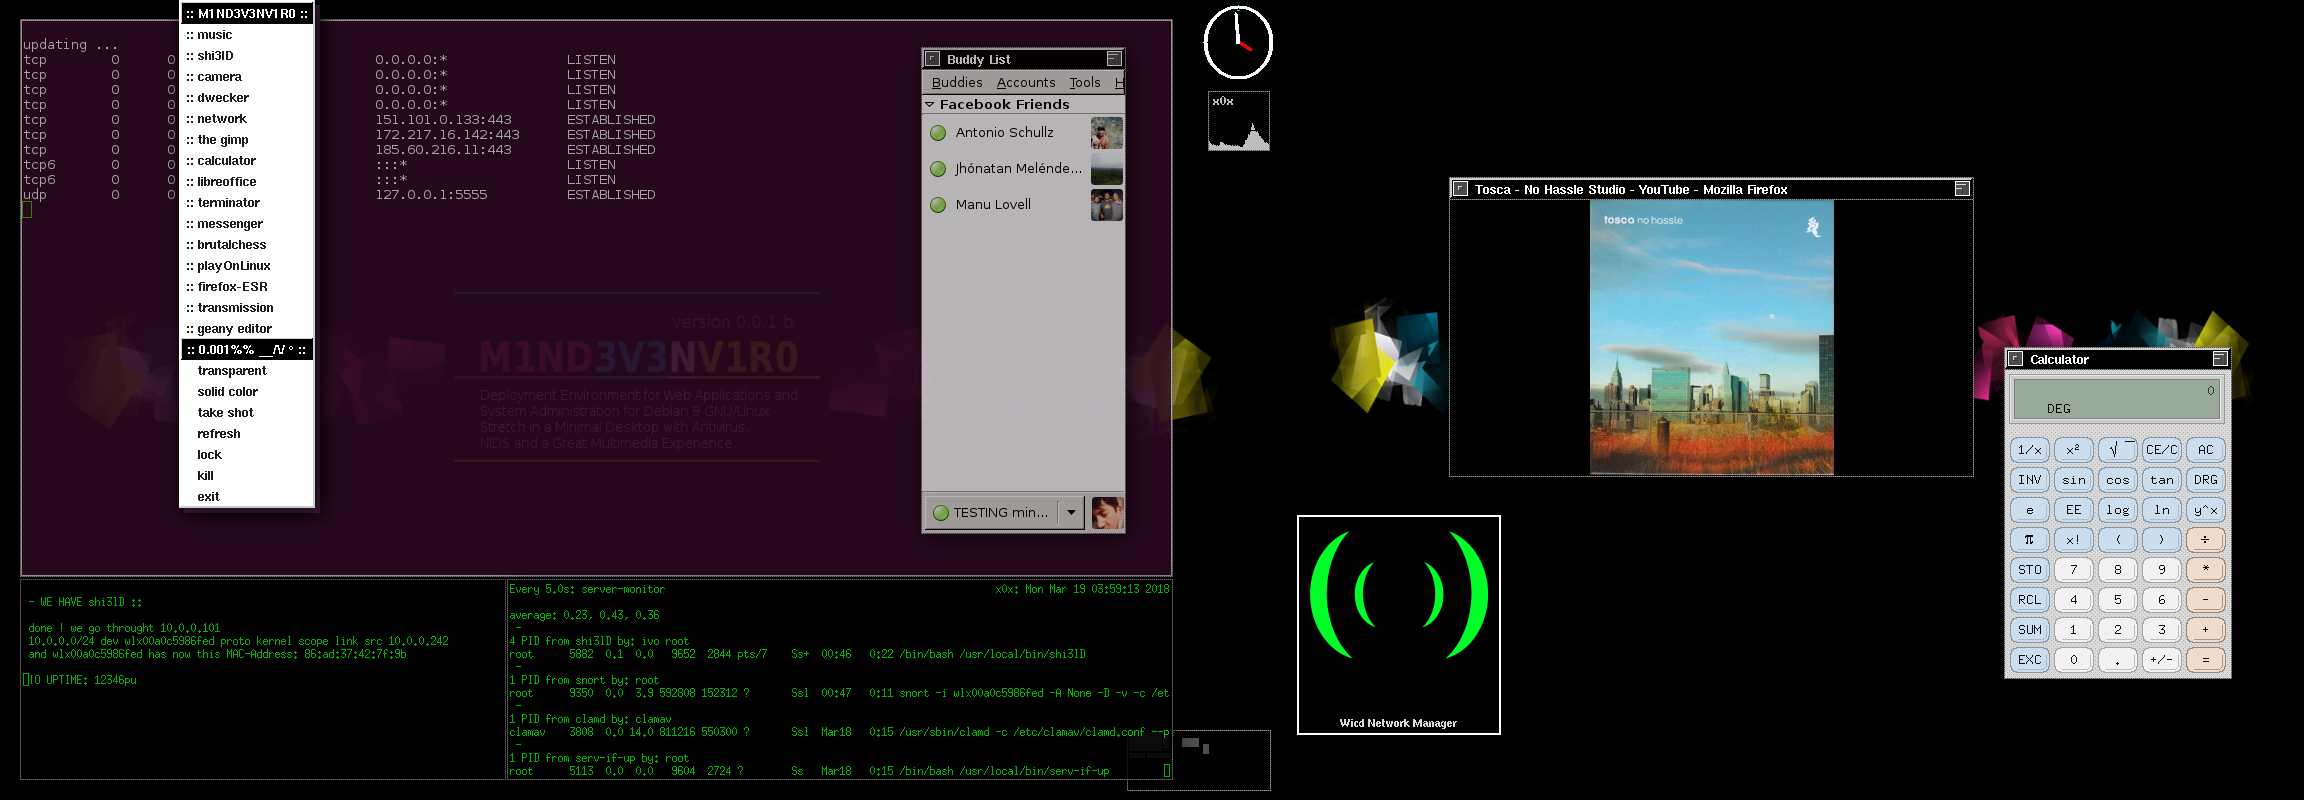 :: M1ND3V3NV1R0 ::
:: music
:: shi3lD
:: camera
:: dwecker
:: network
:: the gimp
:: calculator
:: libreoffice
:: terminator
:: messenger
:: brutalchess
:: playOnLinux
:: firefox-ESR
:: transmission
:: geany editor
:: 0.001%% __/\/ ° ::
transparent
solid color
take shot
refresh
lock
kill
exit
updating ...
tcp 0 0 0.0.0.0:* LISTEN
tcp 0 0 0.0.0.0:* LISTEN
tcp 0 0 0.0.0.0:* LISTEN
tcp 0 0 0.0.0.0:* LISTEN
tcp 0 0 151.101.0.133:443 ESTABLISHED
tcp 0 0 172.217.16.142:443 ESTABLISHED
tcp 0 0 185.60.216.11:443 ESTABLISHED
tcp6 0 0 :::* LISTEN
tcp6 0 0 :::* LISTEN
udp 0 0 127.0.0.1:5555 ESTABLISHED
version 0.0.1 b
M1ND3V3NV1R0
Deployment Environment for Web Applications and
System Administration for Debian 9 GNU/Linux
Stretch in a Minimal Desktop with Antivirus.
NIDS and a Great Multimedia Experience.
Buddy List
Buddies Accounts Tools H
Facebook Friends
Antonio Schullz
Jhónatan Melénde...
Manu Lovell
TESTING min...
x0x
Tosca - No Hassle Studio - YouTube - Mozilla Firefox
tosca no hassle
Calculator
0
DEG
1/x x² √ CE/C AC
INV sin cos tan DRG
e EE log ln y^x
π x! ( ) ÷
STO 7 8 9 *
RCL 4 5 6 -
SUM 1 2 3 +
EXC 0 . +/- =
Wicd Network Manager
- WE HAVE shi3lD ::
done ! we go throught 10.0.0.101
10.0.0.0/24 dev wlx00a0c5986fed proto kernel scope link src 10.0.0.242
and wlx00a0c5986fed has now this MAC-Address: 86:ad:37:42:7f:9b
IO UPTIME: 12346pu
Every 5.0s: server-monitor x0x: Mon Mar 19 03:59:13 2018
average: 0.23, 0.43, 0.36
-
4 PID from shi3lD by: ivo root
root 5882 0.1 0.0 9652 2844 pts/7 Ss+ 00:46 0:22 /bin/bash /usr/local/bin/shi3lD
-
1 PID from snort by: root
root 9350 0.0 3.9 592808 152312 ? Ssl 00:47 0:11 snort -i wlx00a0c5986fed -A None -D -v -c /et
-
1 PID from clamd by: clamav
clamav 3808 0.0 14.0 811216 550300 ? Ssl Mar18 0:15 /usr/sbin/clamd -c /etc/clamav/clamd.conf --p
-
1 PID from serv-if-up by: root
root 5113 0.0 0.0 9604 2724 ? Ss Mar18 0:15 /bin/bash /usr/local/bin/serv-if-up